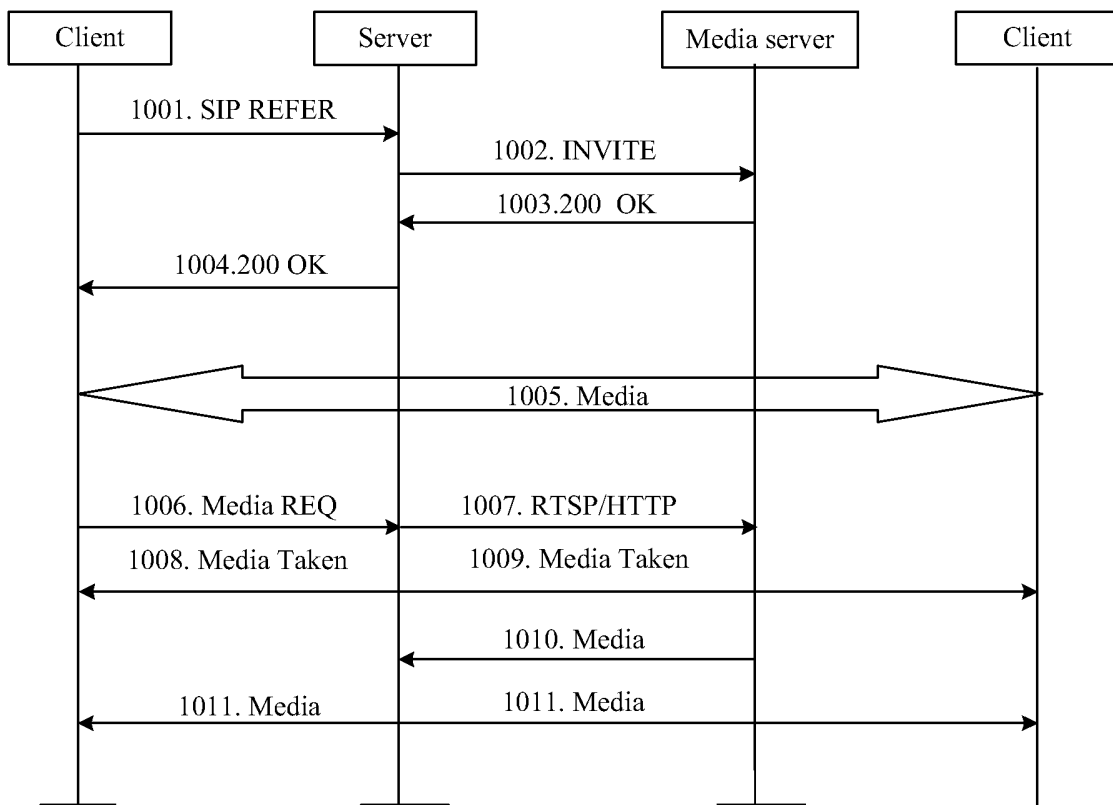 Client
Server
Media server
Client
1001. SIP REFER
1002. INVITE
1003.200 OK
1004.200 OK
1005. Media
1006. Media REQ
1007. RTSP/HTTP
1008. Media Taken
1009. Media Taken
1010. Media
1011. Media
1011. Media